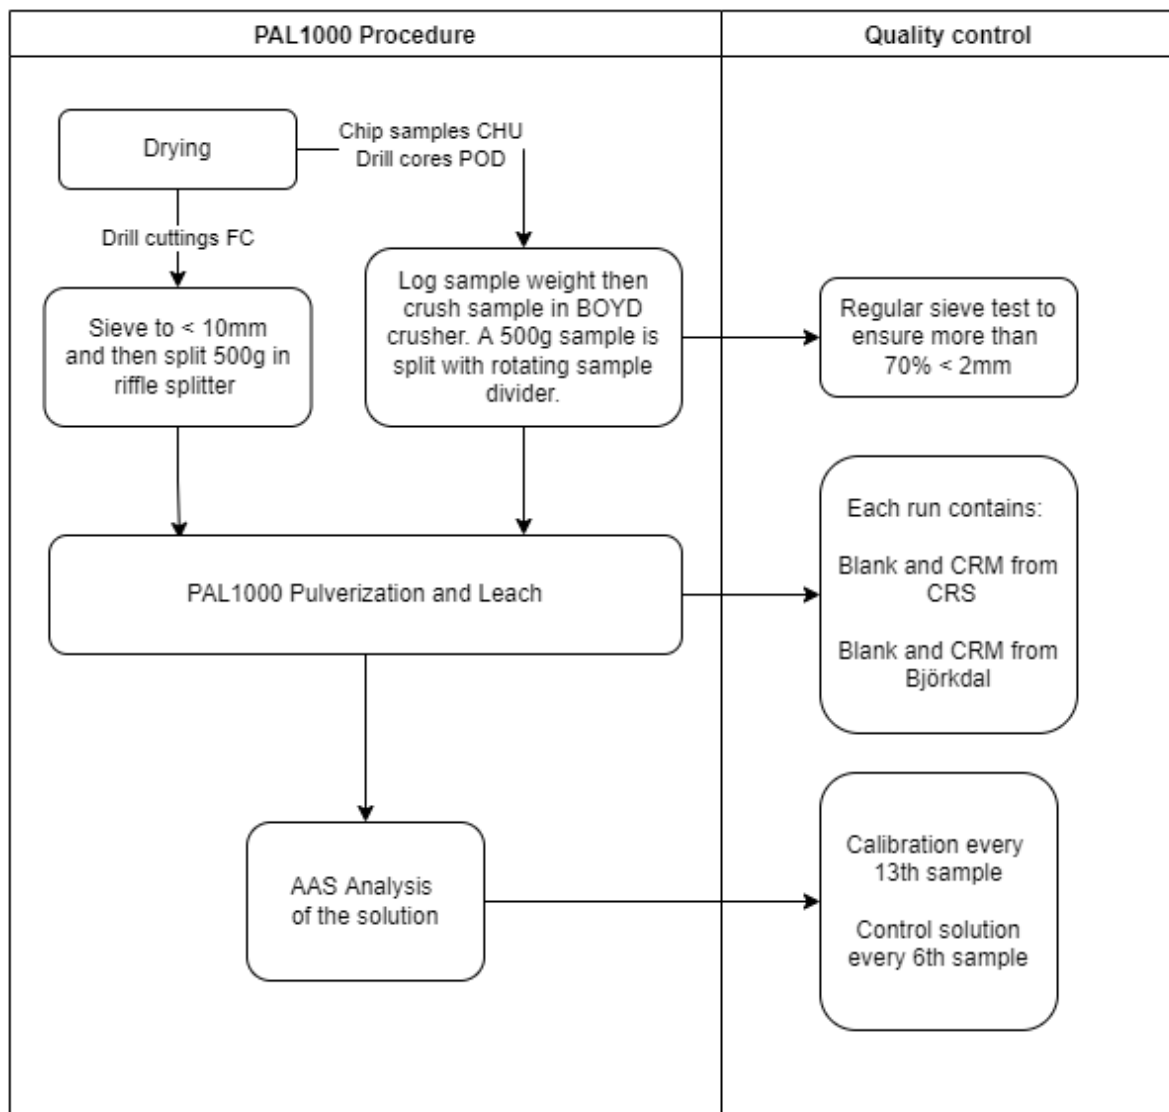 PAL1000 Procedure
Quality control
Drying
Chip samples CHU
Drill cores POD
Drill cuttings FC
Sieve to < 10mm
and then split 500g in
riffle splitter
Log sample weight then
crush sample in BOYD
crusher. A 500g sample is
split with rotating sample
divider.
Regular sieve test to
ensure more than
70% < 2mm
PAL1000 Pulverization and Leach
Each run contains:
Blank and CRM from
CRS
Blank and CRM from
Björkdal
AAS Analysis
of the solution
Calibration every
13th sample
Control solution
every 6th sample